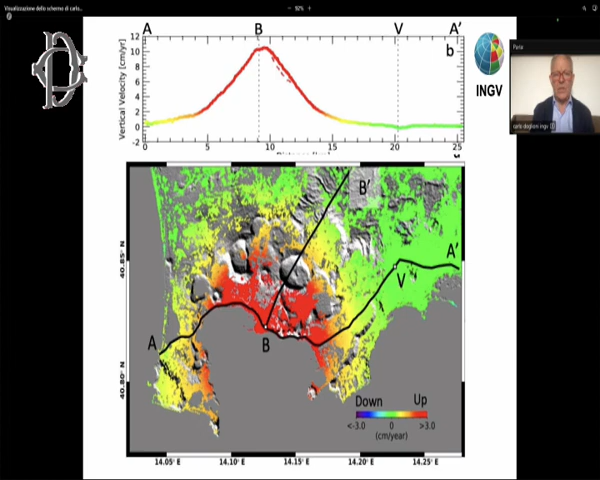 Visualizzazione dello schermo di carlo...
92%
A B V A'
12
10
8
6
4
2
0
-2
Vertical Velocity [cm/yr]
b
0 5 10 15 20 25
INGV
carlo doglioni ingv
B'
A'
V
A
B
40.85° N
40.80° N
Down Up
<-3.0 0 >3.0
(cm/year)
14.05° E 14.10° E 14.15° E 14.20° E 14.25° E